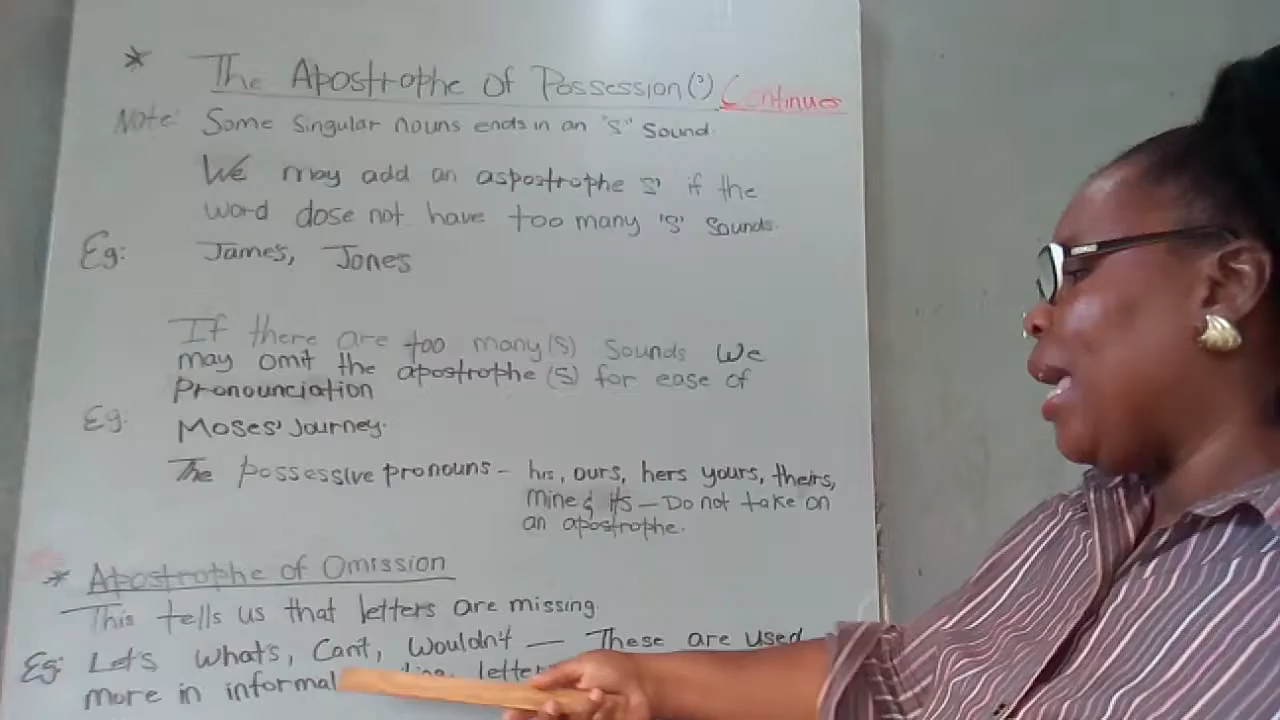 * The Apostrophe Of Possession(') Continues
Note: Some singular nouns ends in an "S" Sound.
We may add an aspostrophe 's' if the
word dose not have too many 'S' Sounds.
Eg: James, Jones
If there are too many (S) Sounds We
may omit the apostrophe (S) for ease of
Pronounciation
Eg: Moses' Journey.
The possessive pronouns - his, ours, hers yours, theirs,
mine & its - Do not take on
an apostrophe.
* Apostrophe of Omission
This tells us that letters are missing.
Eg: Let's What's, Can't, Wouldn't - These are used
more in informal